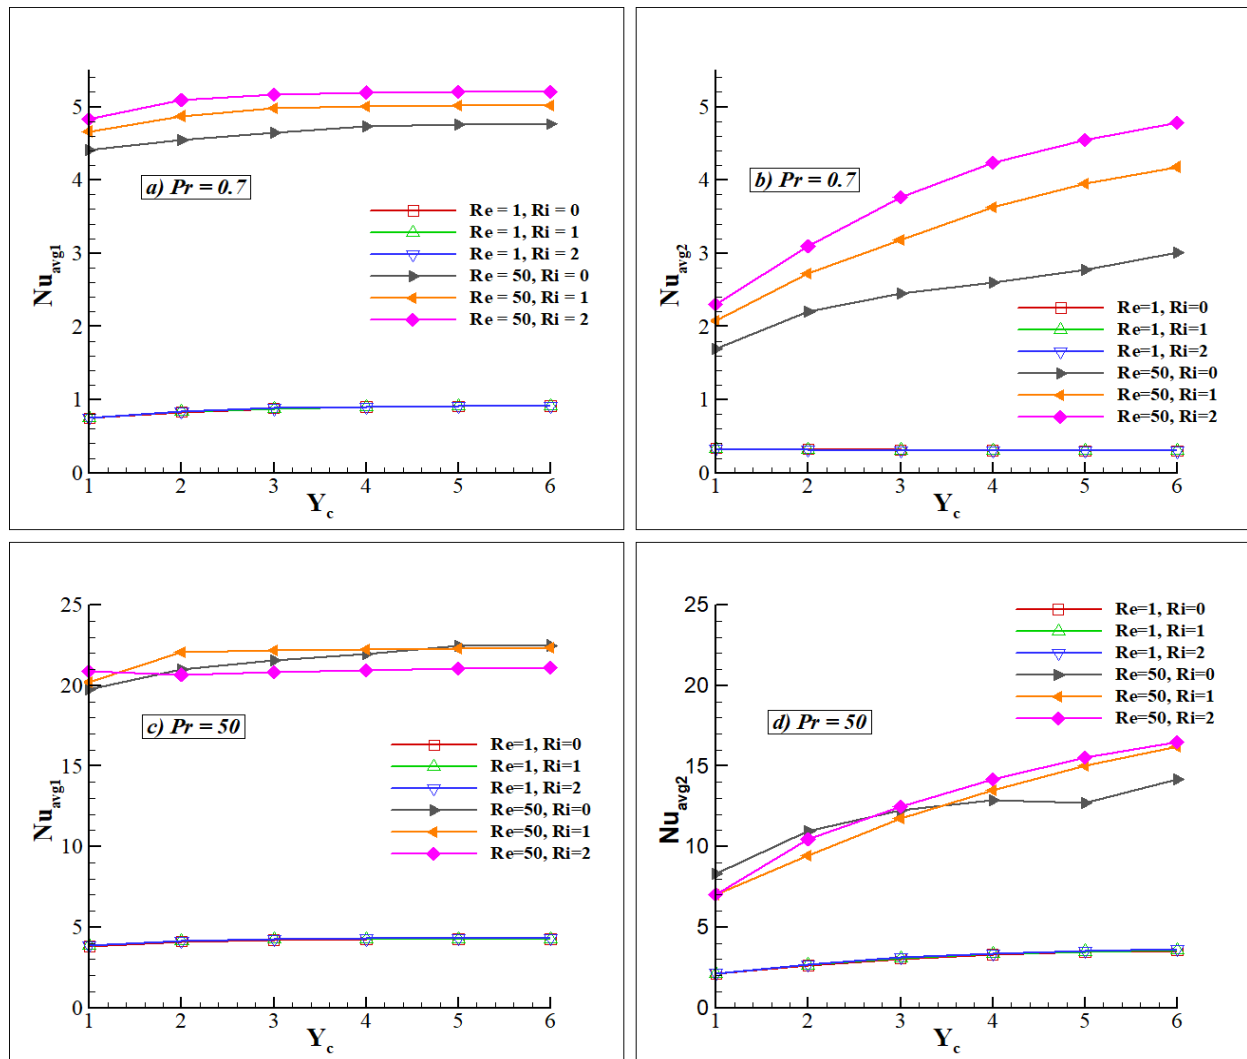 5
4
3
2
1
0
Nu_avg1
a) Pr = 0.7
Re = 1, Ri = 0
Re = 1, Ri = 1
Re = 1, Ri = 2
Re = 50, Ri = 0
Re = 50, Ri = 1
Re = 50, Ri = 2
1 2 3 4 5 6
Y_c
5
4
3
2
1
0
Nu_avg2
b) Pr = 0.7
Re=1, Ri=0
Re=1, Ri=1
Re=1, Ri=2
Re=50, Ri=0
Re=50, Ri=1
Re=50, Ri=2
1 2 3 4 5 6
Y_c
25
20
15
10
5
0
Nu_avg1
c) Pr = 50
Re=1, Ri=0
Re=1, Ri=1
Re=1, Ri=2
Re=50, Ri=0
Re=50, Ri=1
Re=50, Ri=2
1 2 3 4 5 6
Y_c
25
20
15
10
5
0
Nu_avg2
Re=1, Ri=0
Re=1, Ri=1
Re=1, Ri=2
Re=50, Ri=0
Re=50, Ri=1
Re=50, Ri=2
d) Pr = 50
1 2 3 4 5 6
Y_c